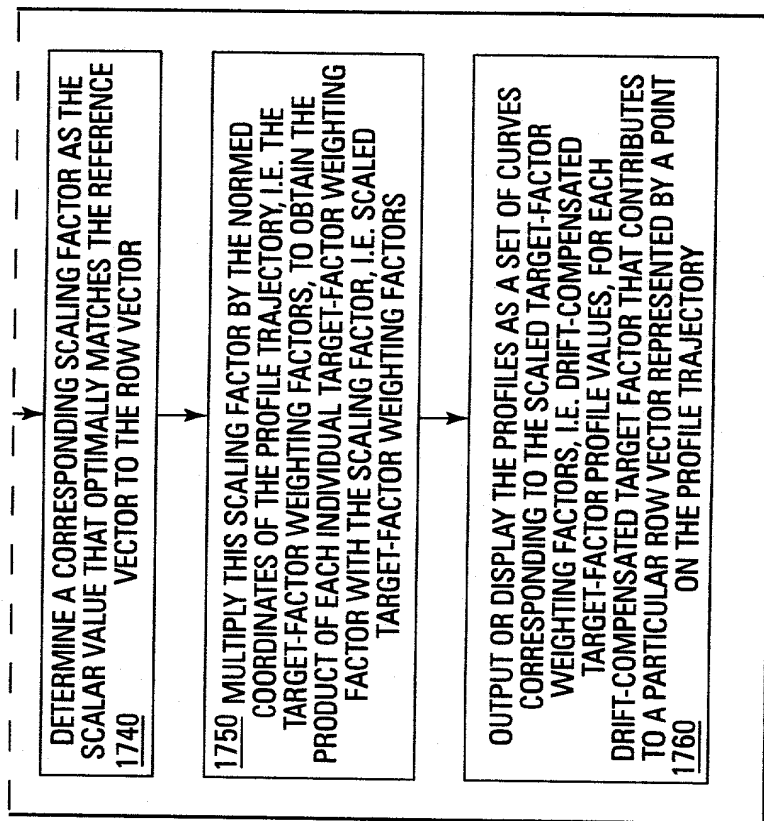 DETERMINE A CORRESPONDING SCALING FACTOR AS THE
SCALAR VALUE THAT OPTIMALLY MATCHES THE REFERENCE
1740 VECTOR TO THE ROW VECTOR
1750 MULTIPLY THIS SCALING FACTOR BY THE NORMED
COORDINATES OF THE PROFILE TRAJECTORY, I.E. THE
TARGET-FACTOR WEIGHTING FACTORS, TO OBTAIN THE
PRODUCT OF EACH INDIVIDUAL TARGET-FACTOR WEIGHTING
FACTOR WITH THE SCALING FACTOR, I.E. SCALED
TARGET-FACTOR WEIGHTING FACTORS
OUTPUT OR DISPLAY THE PROFILES AS A SET OF CURVES
CORRESPONDING TO THE SCALED TARGET-FACTOR
WEIGHTING FACTORS, I.E. DRIFT-COMPENSATED
TARGET-FACTOR PROFILE VALUES, FOR EACH
DRIFT-COMPENSATED TARGET FACTOR THAT CONTRIBUTES
TO A PARTICULAR ROW VECTOR REPRESENTED BY A POINT
1760 ON THE PROFILE TRAJECTORY